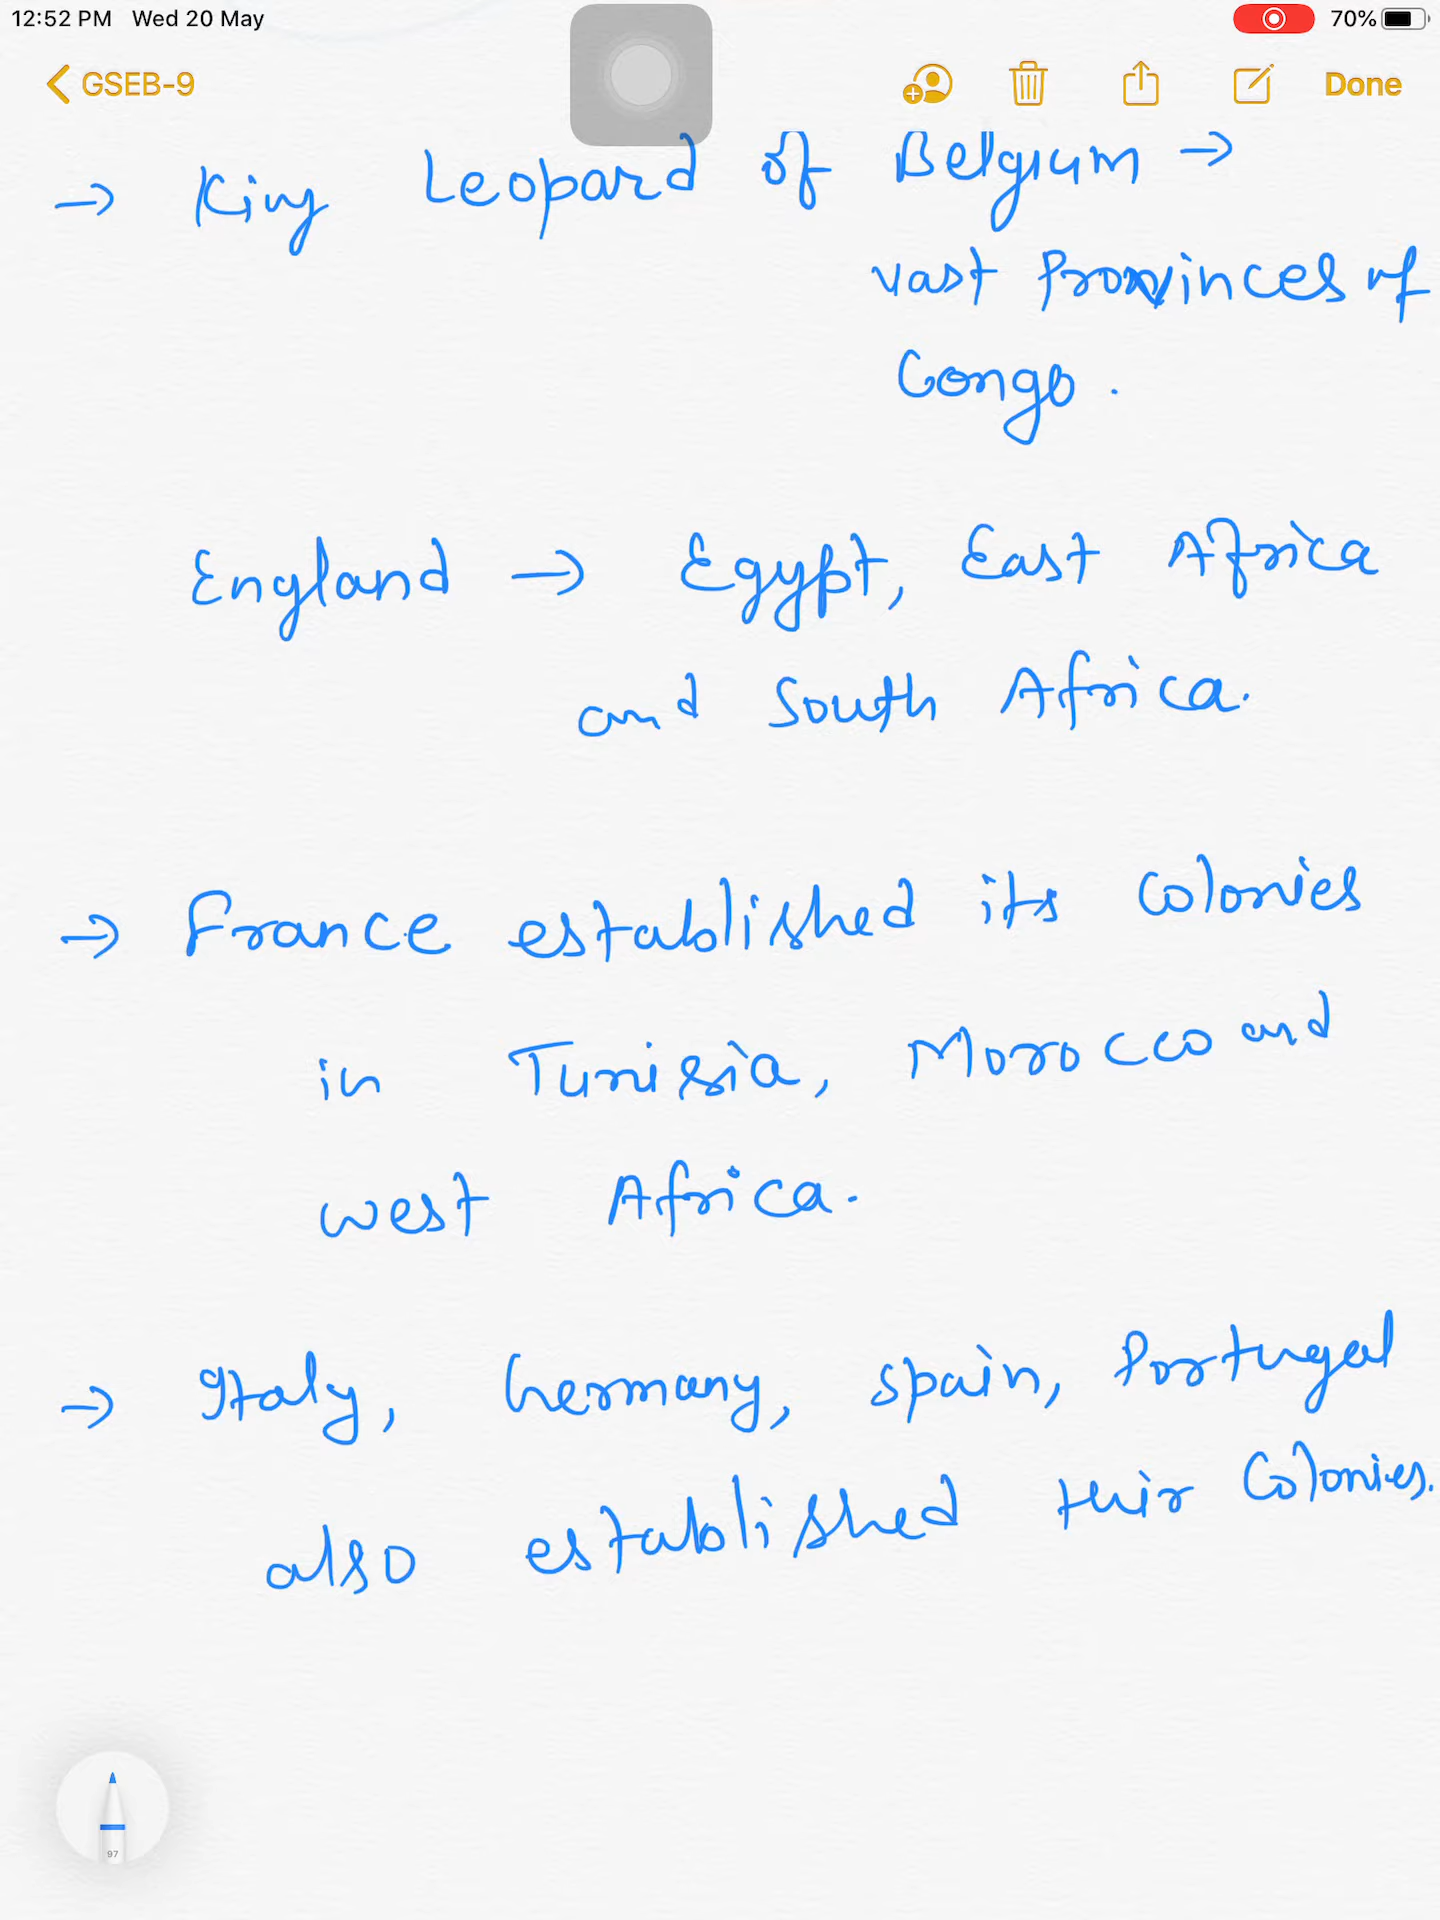 12:52 PM Wed 20 May 70%
GSEB-9 Done
→ King Leopard of Belgium →
vast Provinces of
Congo.
England → Egypt, East Africa
and South Africa.
→ France established its colonies
in Tunisia, Morocco and
west Africa.
→ Italy, Germany, spain, Portugal
also established their Colonies.
97